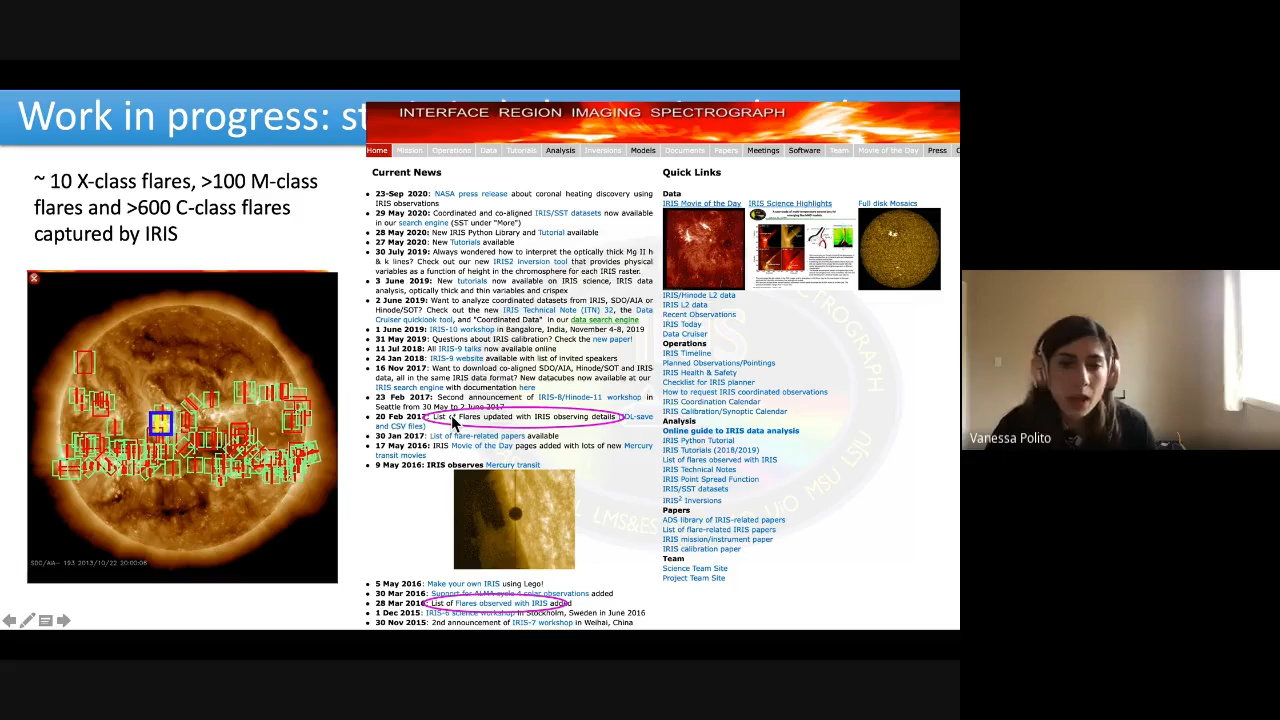 Work in progress: st
~ 10 X-class flares, >100 M-class
flares and >600 C-class flares
captured by IRIS
SDO/AIA- 193 2013/10/22 20:00:06
INTERFACE REGION IMAGING SPECTROGRAPH
Home Mission Operations Data Tutorials Analysis Inversions Models Documents Papers Meetings Software Team Movie of the Day Press
Current News
23-Sep 2020: NASA press release about coronal heating discovery using
IRIS observations
29 May 2020: Coordinated and co-aligned IRIS/SST datasets now available
in our search engine (SST under "More")
28 May 2020: New IRIS Python Library and Tutorial available
27 May 2020: New Tutorials available
30 July 2019: Always wondered how to interpret the optically thick Mg II h
& k lines? Check out our new IRIS2 inversion tool that provides physical
variables as a function of height in the chromosphere for each IRIS raster.
3 June 2019: New tutorials now available on IRIS science, IRIS data
analysis, optically thick and thin variables and crispex
2 June 2019: Want to analyze coordinated datasets from IRIS, SDO/AIA or
Hinode/SOT? Check the new IRIS Technical Note (ITN) 32, the Data
Cruiser quicklook tool, and "Coordinated Data" in our data search engine
1 June 2019: IRIS-10 workshop in Bangalore, India, November 4-8, 2019
31 May 2019: Questions about IRIS calibration? Check the new paper!
11 Jul 2018: All IRIS-9 talks now available online
24 Jan 2018: IRIS-9 website available with list of invited speakers
16 Nov 2017: Want to download co-aligned SDO/AIA, Hinode/SOT and IRIS
data, all in the same IRIS data format? New datacubes now available at our
IRIS search engine with documentation here
23 Feb 2017: Second announcement of IRIS-8/Hinode-11 workshop in
Seattle from 30 May to 2 June 2017
20 Feb 2017: List of Flares updated with IRIS observing details (IDL-save
and CSV files)
30 Jan 2017: List of flare-related papers available
17 May 2016: IRIS Movie of the Day pages added with lots of new Mercury
transit movies
9 May 2016: IRIS observes Mercury transit
5 May 2016: Make your own IRIS using Lego!
30 Mar 2016: Support for ALMA cycle 4 solar observations added
28 Mar 2016: List of Flares observed with IRIS added
1 Dec 2015: IRIS-6 science workshop in Stockholm, Sweden in June 2016
30 Nov 2015: 2nd announcement of IRIS-7 workshop in Weihai, China
Quick Links
Data
IRIS Movie of the Day IRIS Science Highlights Full disk Mosaics
IRIS/Hinode L2 data
IRIS L2 data
Recent Observations
IRIS Today
Data Cruiser
Operations
IRIS Timeline
Planned Observations/Pointings
IRIS Health & Safety
Checklist for IRIS planner
How to request IRIS coordinated observations
IRIS Coordination Calendar
IRIS Calibration/Synoptic Calendar
Analysis
Online guide to IRIS data analysis
IRIS Python Tutorial
IRIS Tutorials (2018/2019)
List of flares observed with IRIS
IRIS Technical Notes
IRIS Point Spread Function
IRIS/SST datasets
IRIS2 Inversions
Papers
ADS library of IRIS-related papers
List of flare-related IRIS papers
IRIS mission/instrument paper
IRIS calibration paper
Team
Science Team Site
Project Team Site
Vanessa Polito